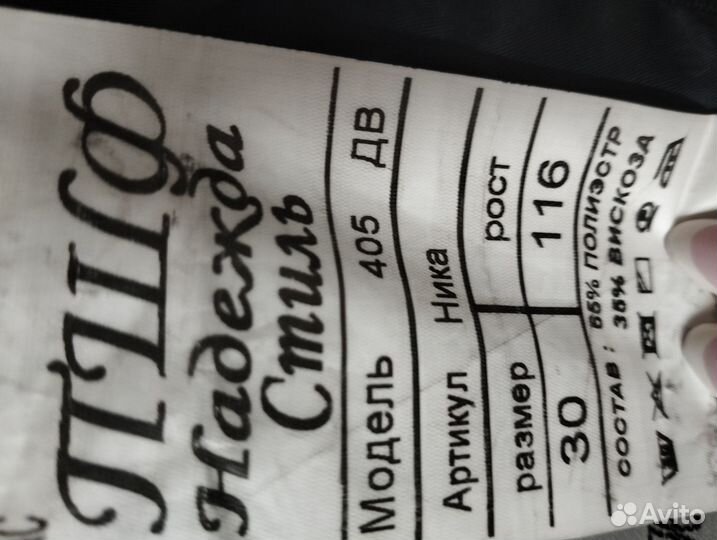 ПШФ
Надежда
Стиль
Модель 405 ДВ
Артикул Ника
размер рост
30 116
СОСТАВ : 65% ПОЛИЭСТР
35% ВИСКОЗА
Avito